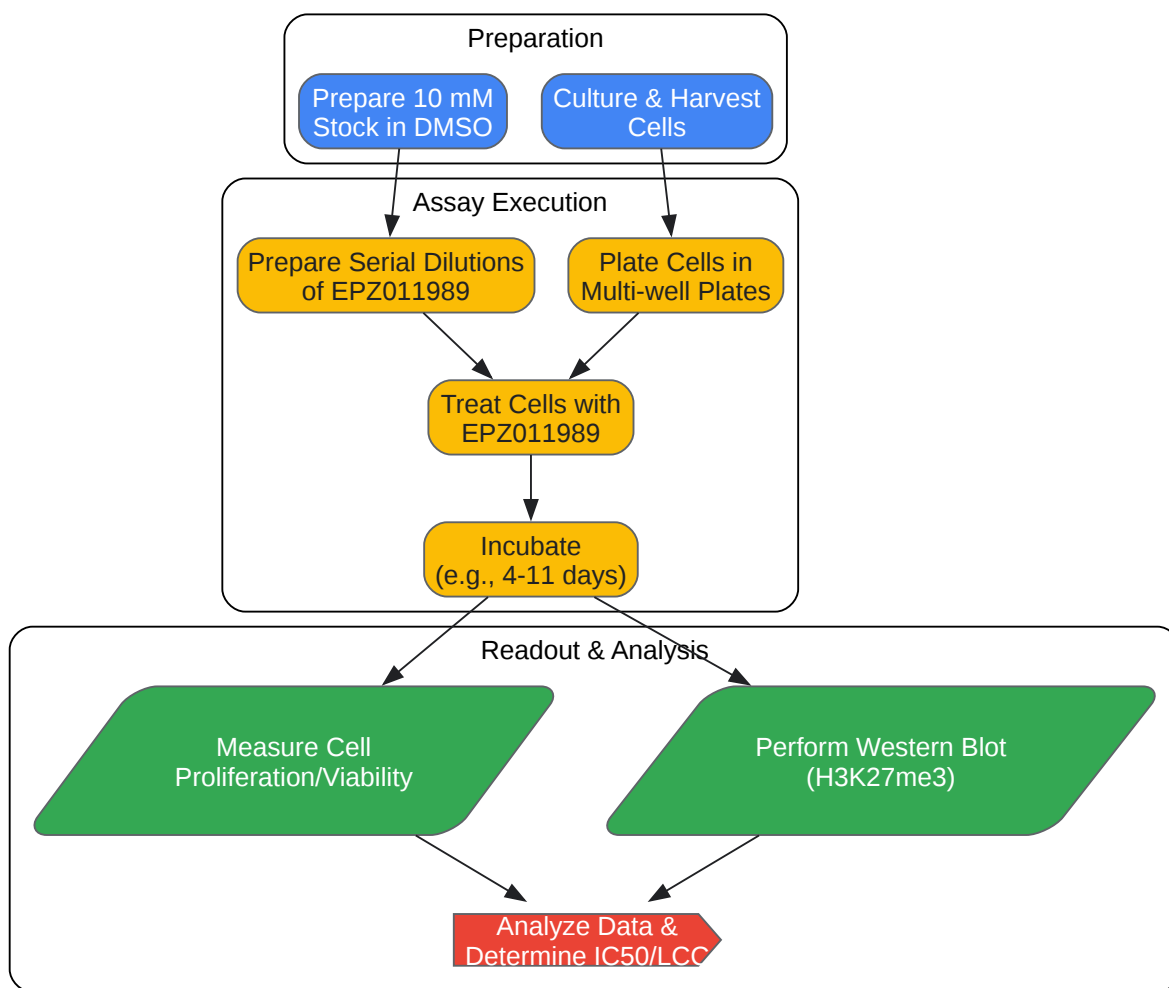 Preparation
Prepare 10 mM
Stock in DMSO
Culture & Harvest
Cells
Assay Execution
Prepare Serial Dilutions
of EPZ011989
Plate Cells in
Multi-well Plates
Treat Cells with
EPZ011989
Incubate
(e.g., 4-11 days)
Readout & Analysis
Measure Cell
Proliferation/Viability
Perform Western Blot
(H3K27me3)
Analyze Data &
Determine IC50/LCC